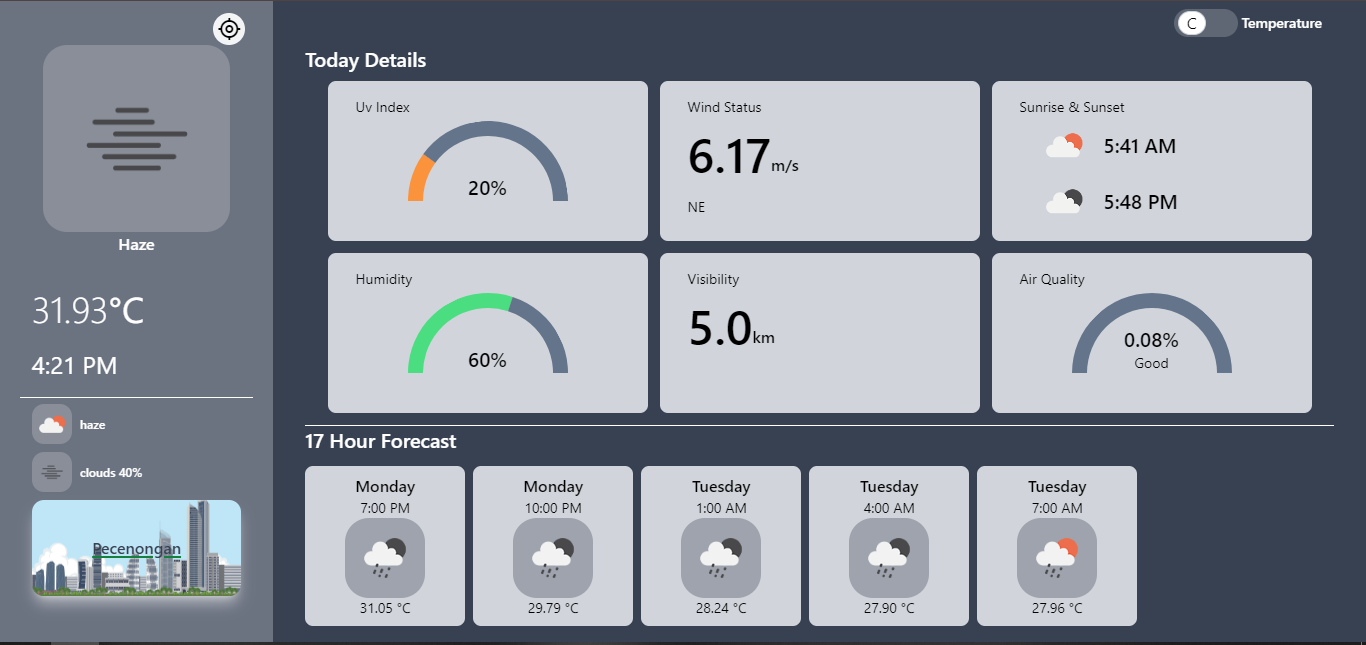 Haze
31.93°C
4:21 PM
haze
clouds 40%
Pecenongan
C Temperature
Today Details
Uv Index
20%
Wind Status
6.17m/s
NE
Sunrise & Sunset
5:41 AM
5:48 PM
Humidity
60%
Visibility
5.0km
Air Quality
0.08%
Good
17 Hour Forecast
Monday
7:00 PM
31.05 °C
Monday
10:00 PM
29.79 °C
Tuesday
1:00 AM
28.24 °C
Tuesday
4:00 AM
27.90 °C
Tuesday
7:00 AM
27.96 °C